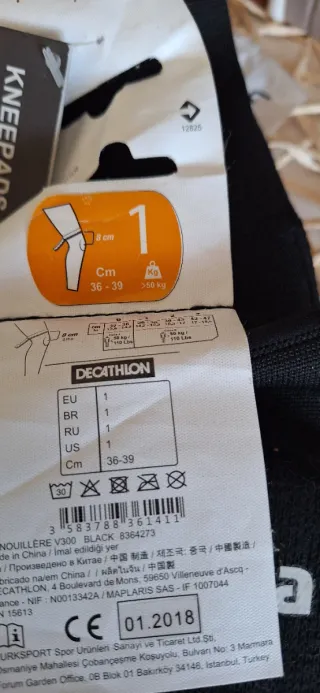 KNEEPADS
12825
8 cm
1
Cm
36 - 39
Kg
>50 kg
8 cm
DECATHLON
EU 1
BR 1
RU 1
US 1
Cm 36-39
30
3 583788 361411
NOUILLÈRE V300 BLACK 8364273
de in China / Imal edildiği yer
/ Произведено в Китае / 中国 制造 / 제조국: 중국 / 中國製造 /
abricado na/em China / / ผลิตในจีน / 中国製
ECATHLON, 4 Boulevard de Mons, 59650 Villeneuve d'Ascq -
rance - NIF : N0013342A / MAPLARIS SAS - IF 1007044
N 15613
CE
01.2018
URKSPORT Spor Ürünleri Sanayi ve Ticaret Ltd.Şti.
Osmaniye Mahallesi Çobançeşme Koşuyolu, Bulvarı No: 3 Marmara
Forum Garden Office, 0B Blok 01 Bakırköy 34146, Istanbul, Turkey